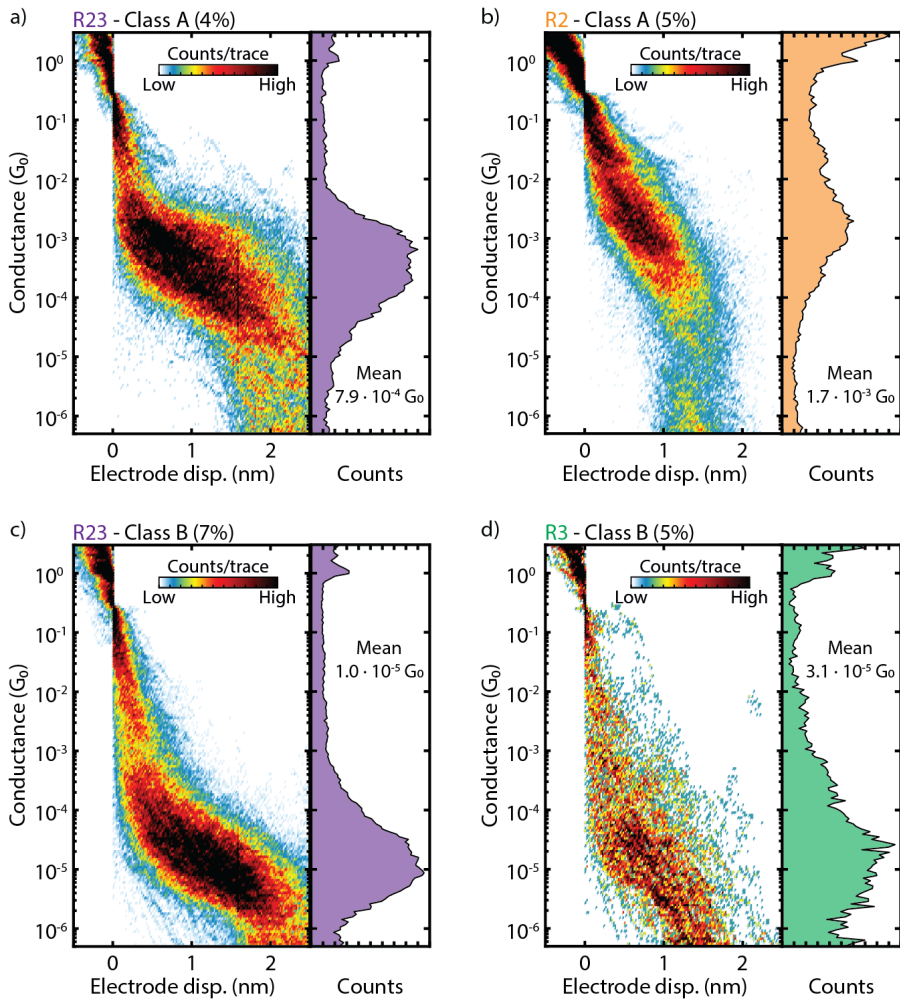 a)
R23 - Class A (4%)
Counts/trace
Low High
10⁰
10⁻¹
10⁻²
10⁻³
10⁻⁴
10⁻⁵
10⁻⁶
Conductance (G₀)
Mean
7.9 · 10⁻⁴ G₀
0 1 2
Electrode disp. (nm)
Counts
b)
R2 - Class A (5%)
Counts/trace
Low High
10⁰
10⁻¹
10⁻²
10⁻³
10⁻⁴
10⁻⁵
10⁻⁶
Conductance (G₀)
Mean
1.7 · 10⁻³ G₀
0 1 2
Electrode disp. (nm)
Counts
c)
R23 - Class B (7%)
Counts/trace
Low High
10⁰
10⁻¹
10⁻²
10⁻³
10⁻⁴
10⁻⁵
10⁻⁶
Conductance (G₀)
Mean
1.0 · 10⁻⁵ G₀
0 1 2
Electrode disp. (nm)
Counts
d)
R3 - Class B (5%)
Counts/trace
Low High
10⁰
10⁻¹
10⁻²
10⁻³
10⁻⁴
10⁻⁵
10⁻⁶
Conductance (G₀)
Mean
3.1 · 10⁻⁵ G₀
0 1 2
Electrode disp. (nm)
Counts